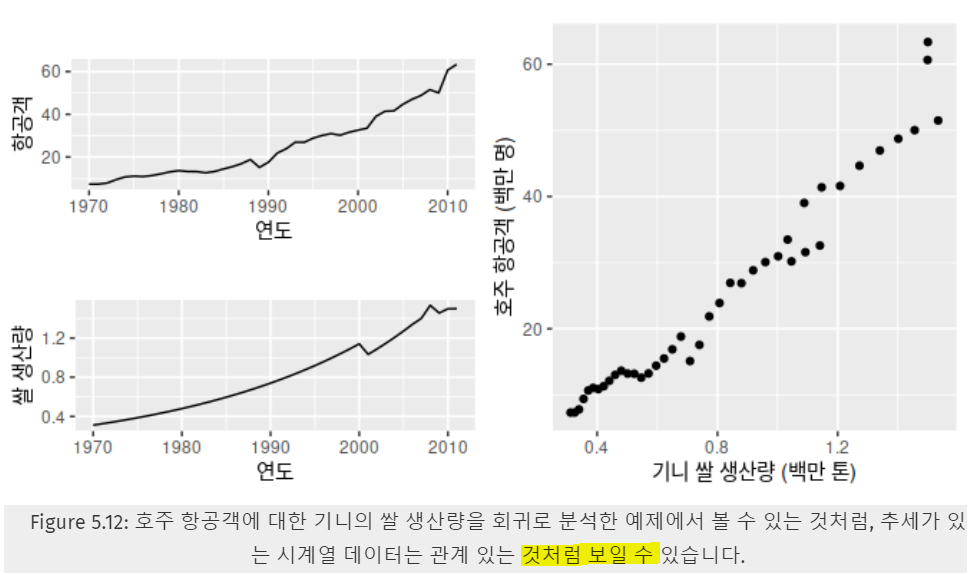 60
40
20
항공객
1970
1980
1990
2000
2010
연도
1.2
0.8
0.4
쌀 생산량
1970
1980
1990
2000
2010
연도
60
40
20
호주 항공객 (백만 명)
0.4
0.8
1.2
기니 쌀 생산량 (백만 톤)
Figure 5.12: 호주 항공객에 대한 기니의 쌀 생산량을 회귀로 분석한 예제에서 볼 수 있는 것처럼, 추세가 있
는 시계열 데이터는 관계 있는 것처럼 보일 수 있습니다.